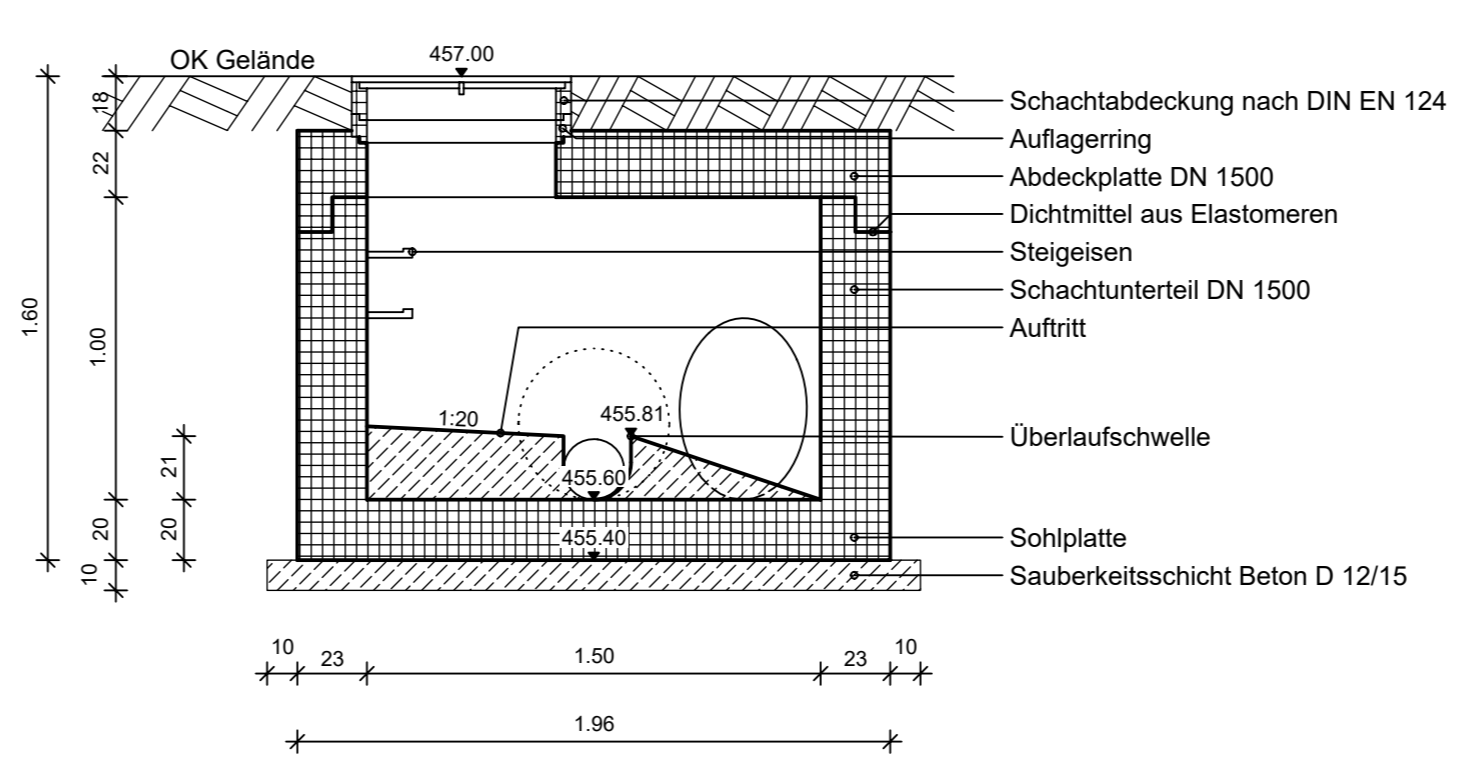 OK Gelände
457.00
18
22
1.60
1.00
21
20
20
10
1:20
455.81
455.60
455.40
Schachtabdeckung nach DIN EN 124
Auflagerring
Abdeckplatte DN 1500
Dichtmittel aus Elastomeren
Steigeisen
Schachtunterteil DN 1500
Auftritt
Überlaufschwelle
Sohlplatte
Sauberkeitsschicht Beton D 12/15
10
23
1.50
23
10
1.96